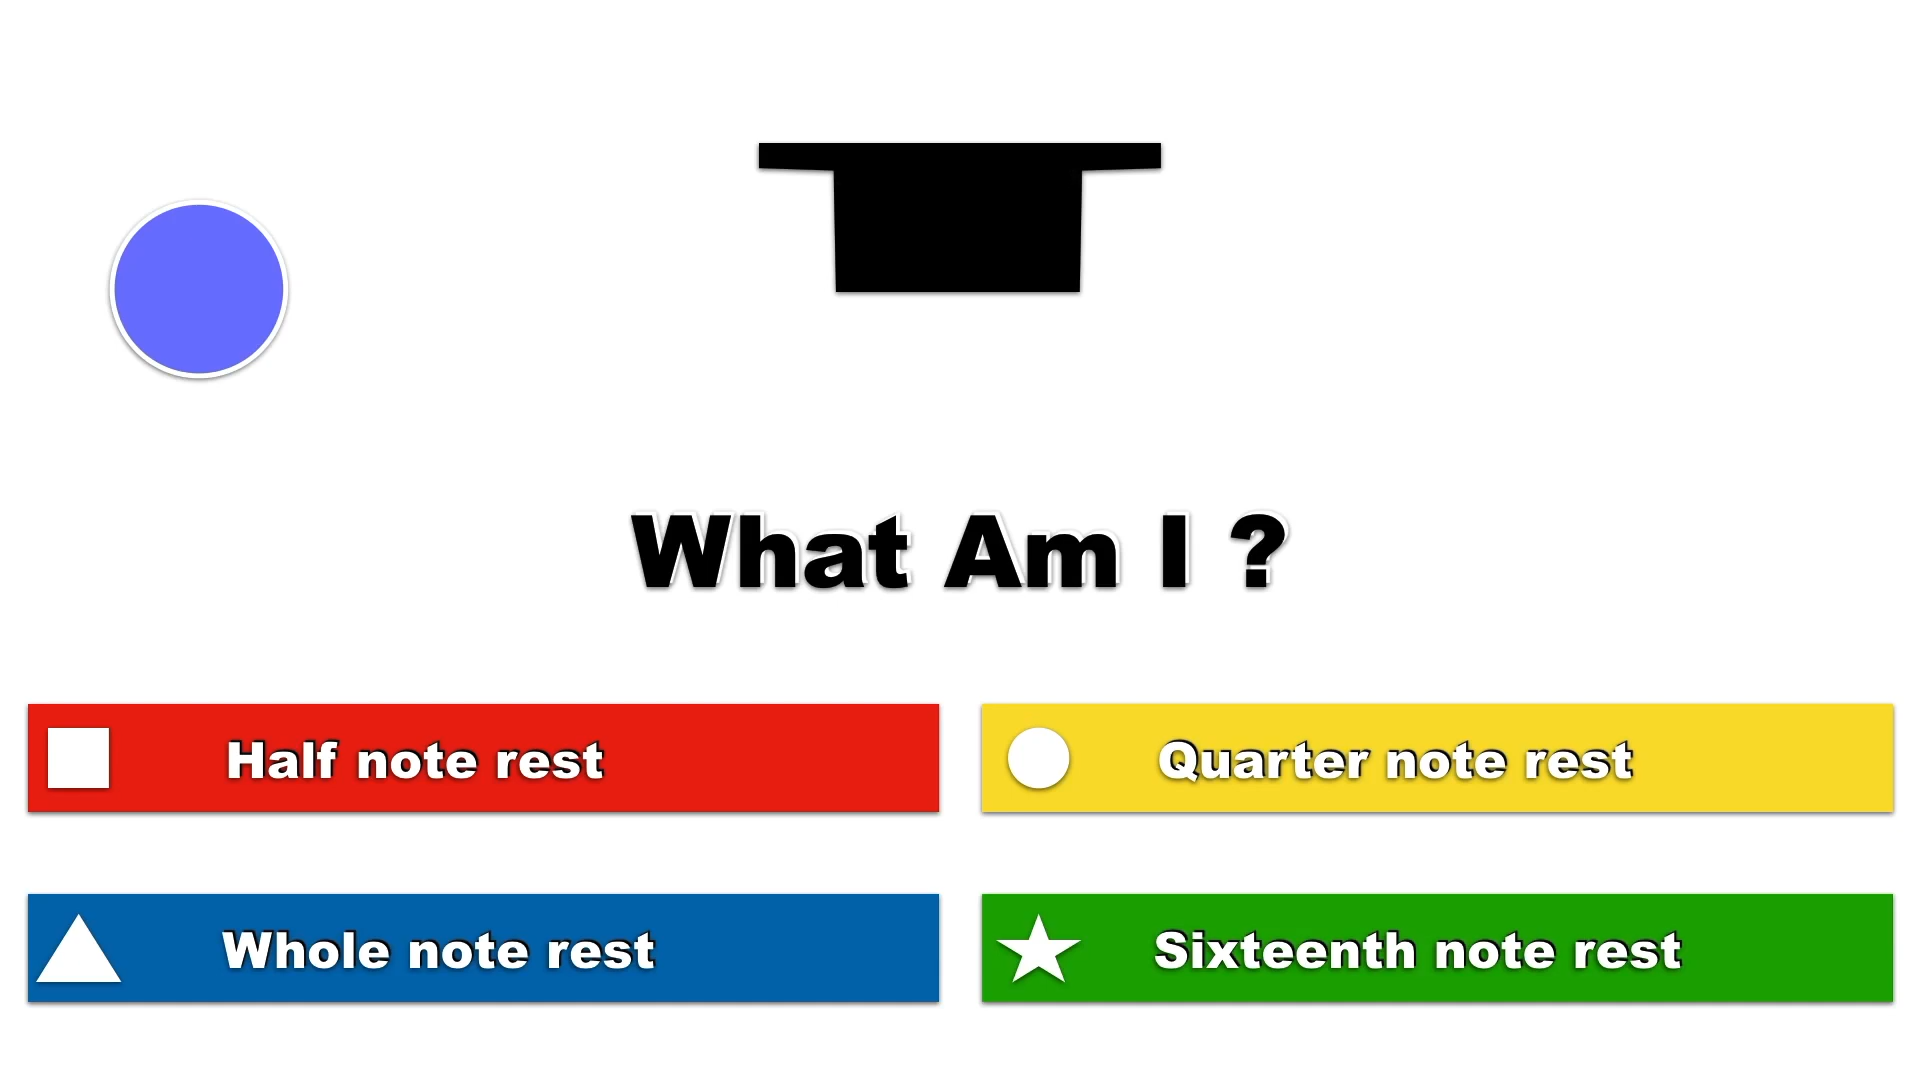 What Am I ?
Half note rest
Quarter note rest
Whole note rest
Sixteenth note rest